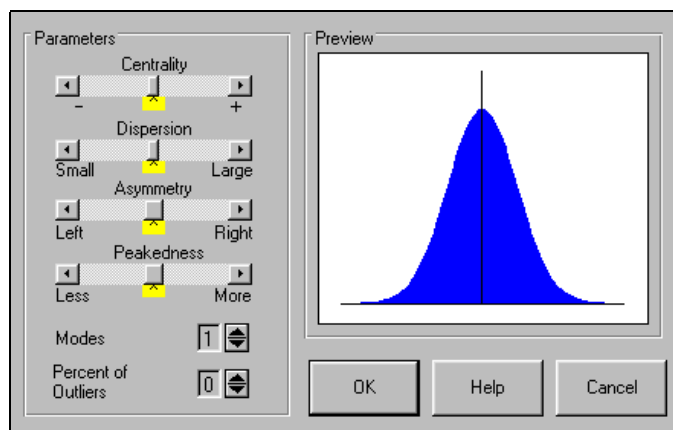 Parameters
Centrality
- +
Dispersion
Small Large
Asymmetry
Left Right
Peakedness
Less More
Modes 1
Percent of
Outliers 0
Preview
OK Help Cancel